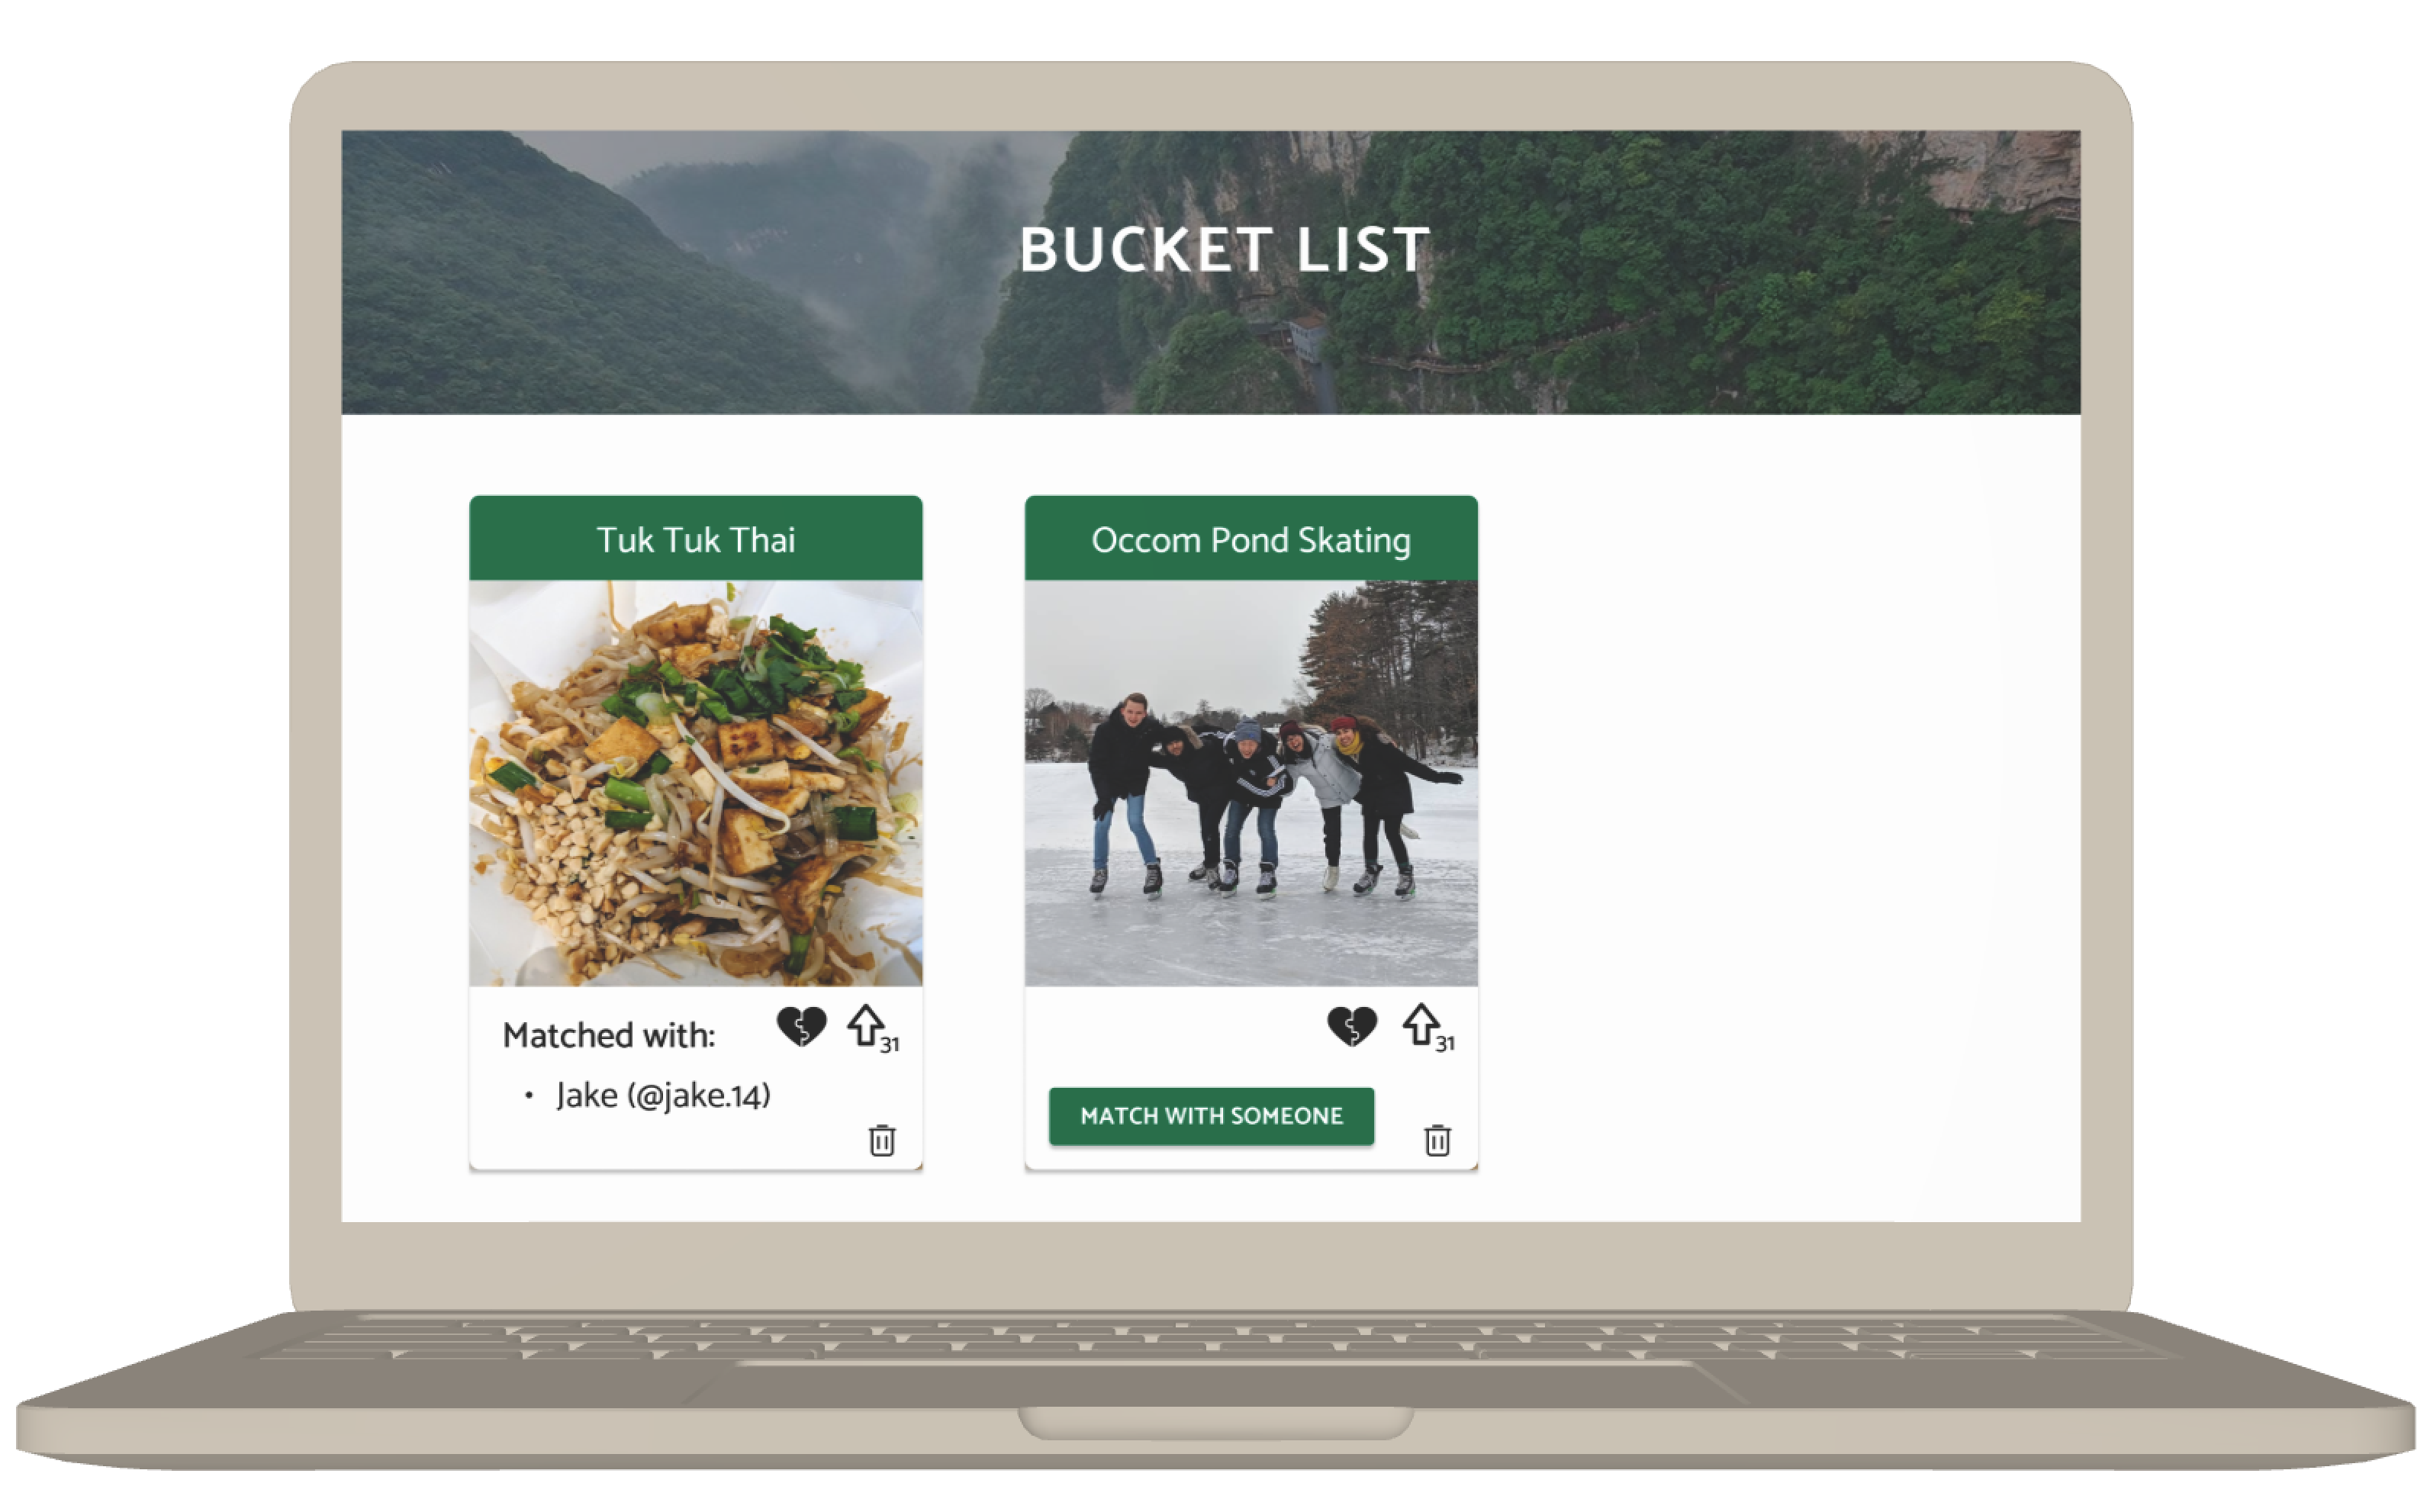 BUCKET LIST
Tuk Tuk Thai
Occom Pond Skating
Matched with:
31
• Jake (@jake.14)
31
MATCH WITH SOMEONE